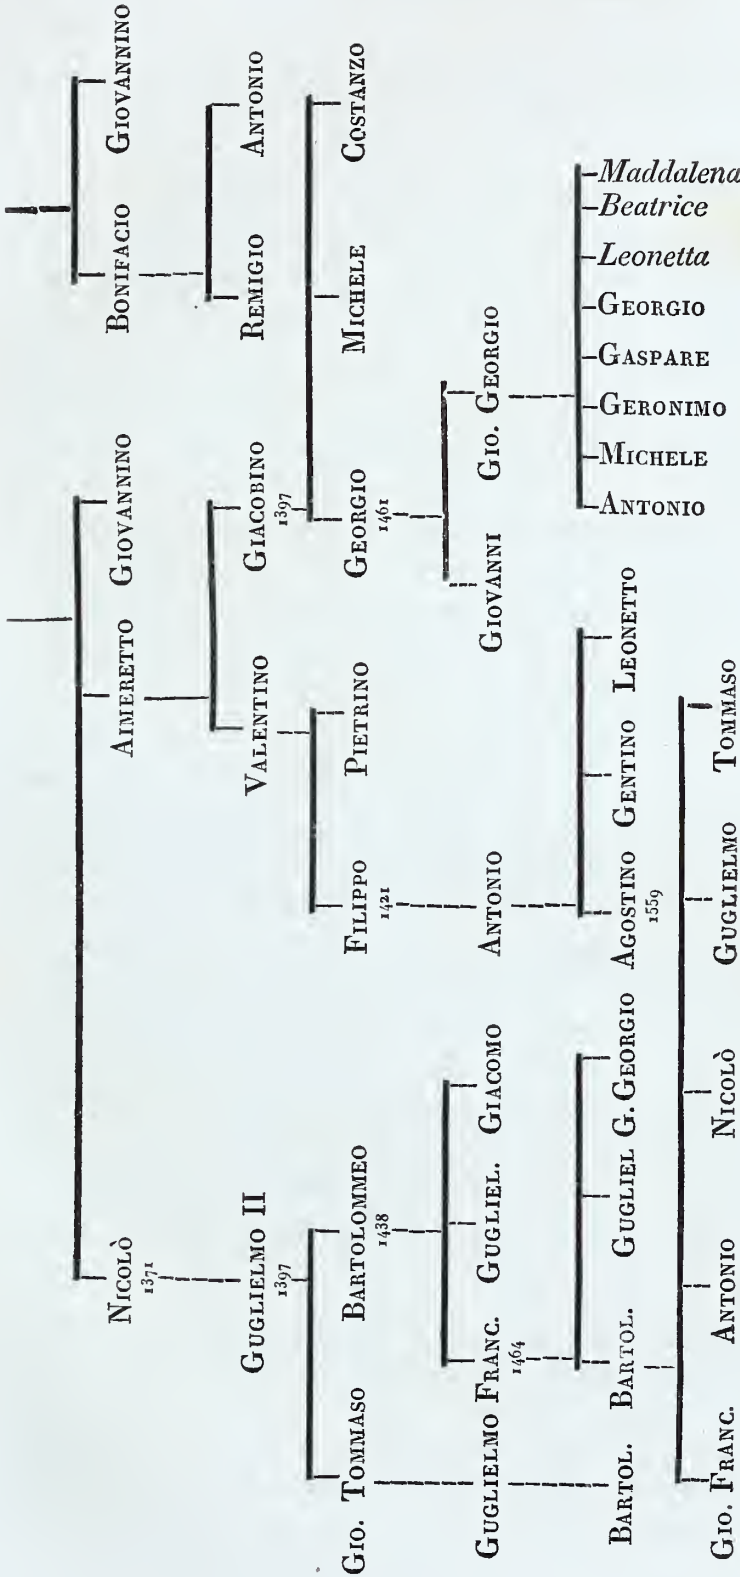 NICOLÒ
1371
AIMERETTO
GIOVANNINO
BONIFACIO
GIOVANNINO
GUGLIELMO II
1397
VALENTINO
GIACOBINO
1397
REMIGIO
ANTONIO
GIO. TOMMASO
BARTOLOMMEO
1438
FILIPPO
1421
PIETRINO
GEORGIO
1461
MICHELE
COSTANZO
GUGLIELMO
FRANC.
1464
GUGLIEL.
GIACOMO
ANTONIO
GIOVANNI
GIO. GEORGIO
BARTOL.
BARTOL.
GUGLIEL
G. GEORGIO
AGOSTINO
1559
GENTINO
LEONETTO
ANTONIO
MICHELE
GERONIMO
GASPARE
GEORGIO
Leonetta
Beatrice
Maddalena
GIO. FRANC.
ANTONIO
NICOLÒ
GUGLIELMO
TOMMASO